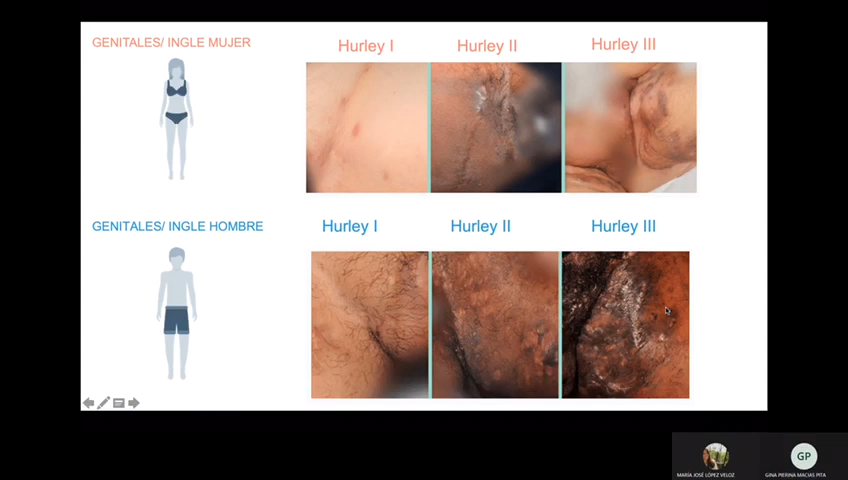 GENITALES/ INGLE MUJER
Hurley I
Hurley II
Hurley III
GENITALES/ INGLE HOMBRE
Hurley I
Hurley II
Hurley III
GP
MARÍA JOSÉ LÓPEZ VELOZ
GINA PIERINA MACIAS PITA